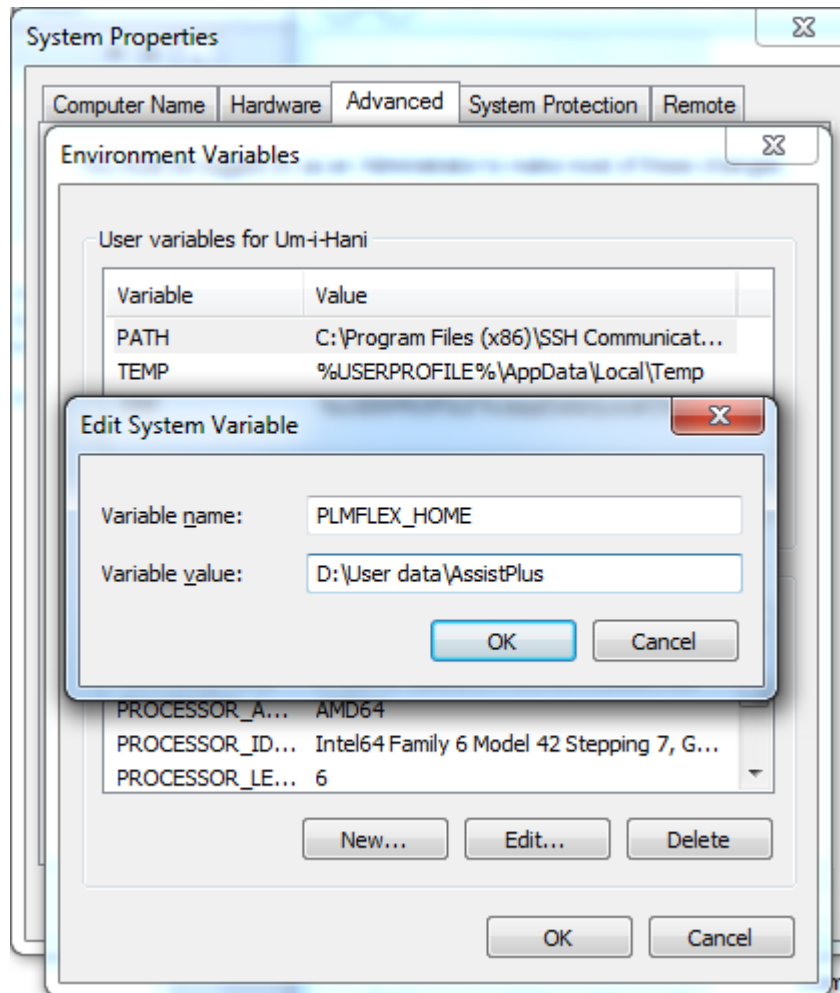 System Properties
Computer Name Hardware Advanced System Protection Remote
Environment Variables
User variables for Um-i-Hani
Variable Value
PATH C:\Program Files (x86)\SSH Communicat...
TEMP %USERPROFILE%\AppData\Local\Temp
Edit System Variable
Variable name: PLMFLEX_HOME
Variable value: D:\User data\AssistPlus
OK Cancel
PROCESSOR_A... AMD64
PROCESSOR_ID... Intel64 Family 6 Model 42 Stepping 7, G...
PROCESSOR_LE... 6
New... Edit... Delete
OK Cancel